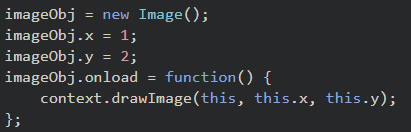 imageObj = new Image();
imageObj.x = 1;
imageObj.y = 2;
imageObj.onload = function() {
    context.drawImage(this, this.x, this.y);
};